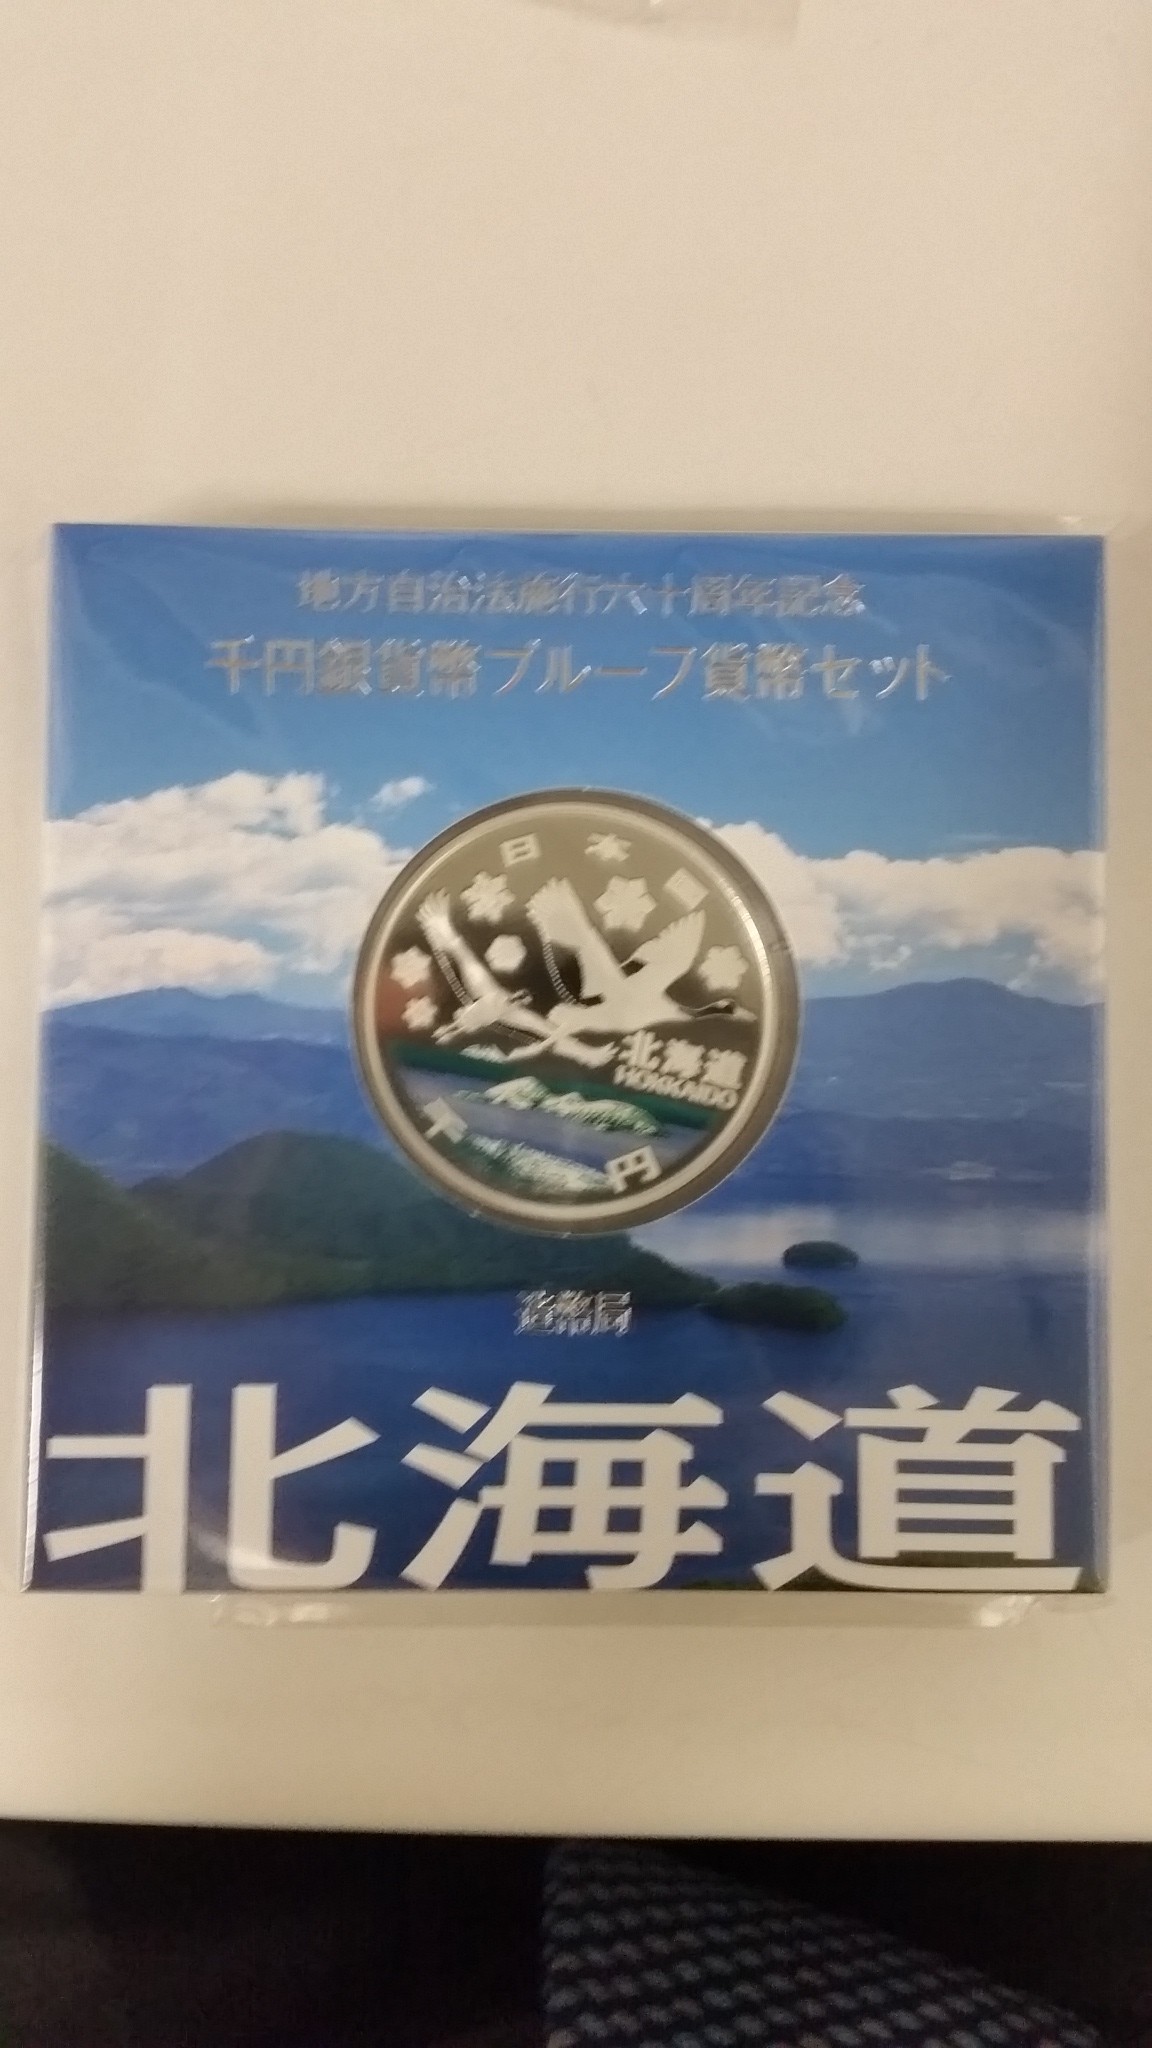 地方自治法施行六十周年記念
千円銀貨幣プルーフ貨幣セット
日本国
北海道
HOKKAIDO
千円
造幣局
北海道